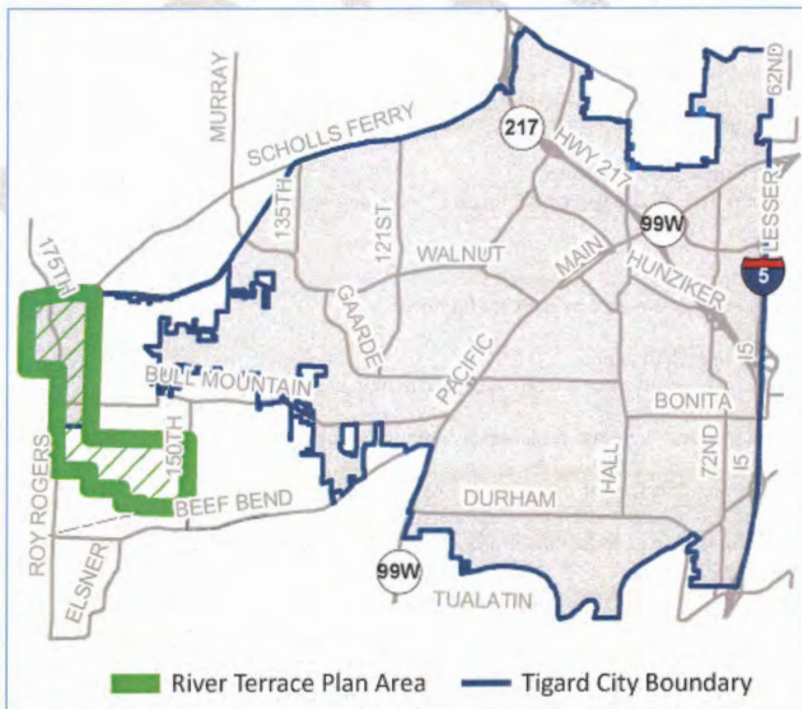 62ND
MURRAY
SCHOLLS FERRY
217
HWY 217
LESSER
135TH
121ST
99W
175TH
WALNUT
MAIN
HUNZIKER
5
GAARDE
I5
PACIFIC
BULL MOUNTAIN
BONITA
150TH
HALL
72ND
I5
ROY ROGERS
BEEF BEND
DURHAM
ELSNER
99W
TUALATIN
River Terrace Plan Area
Tigard City Boundary